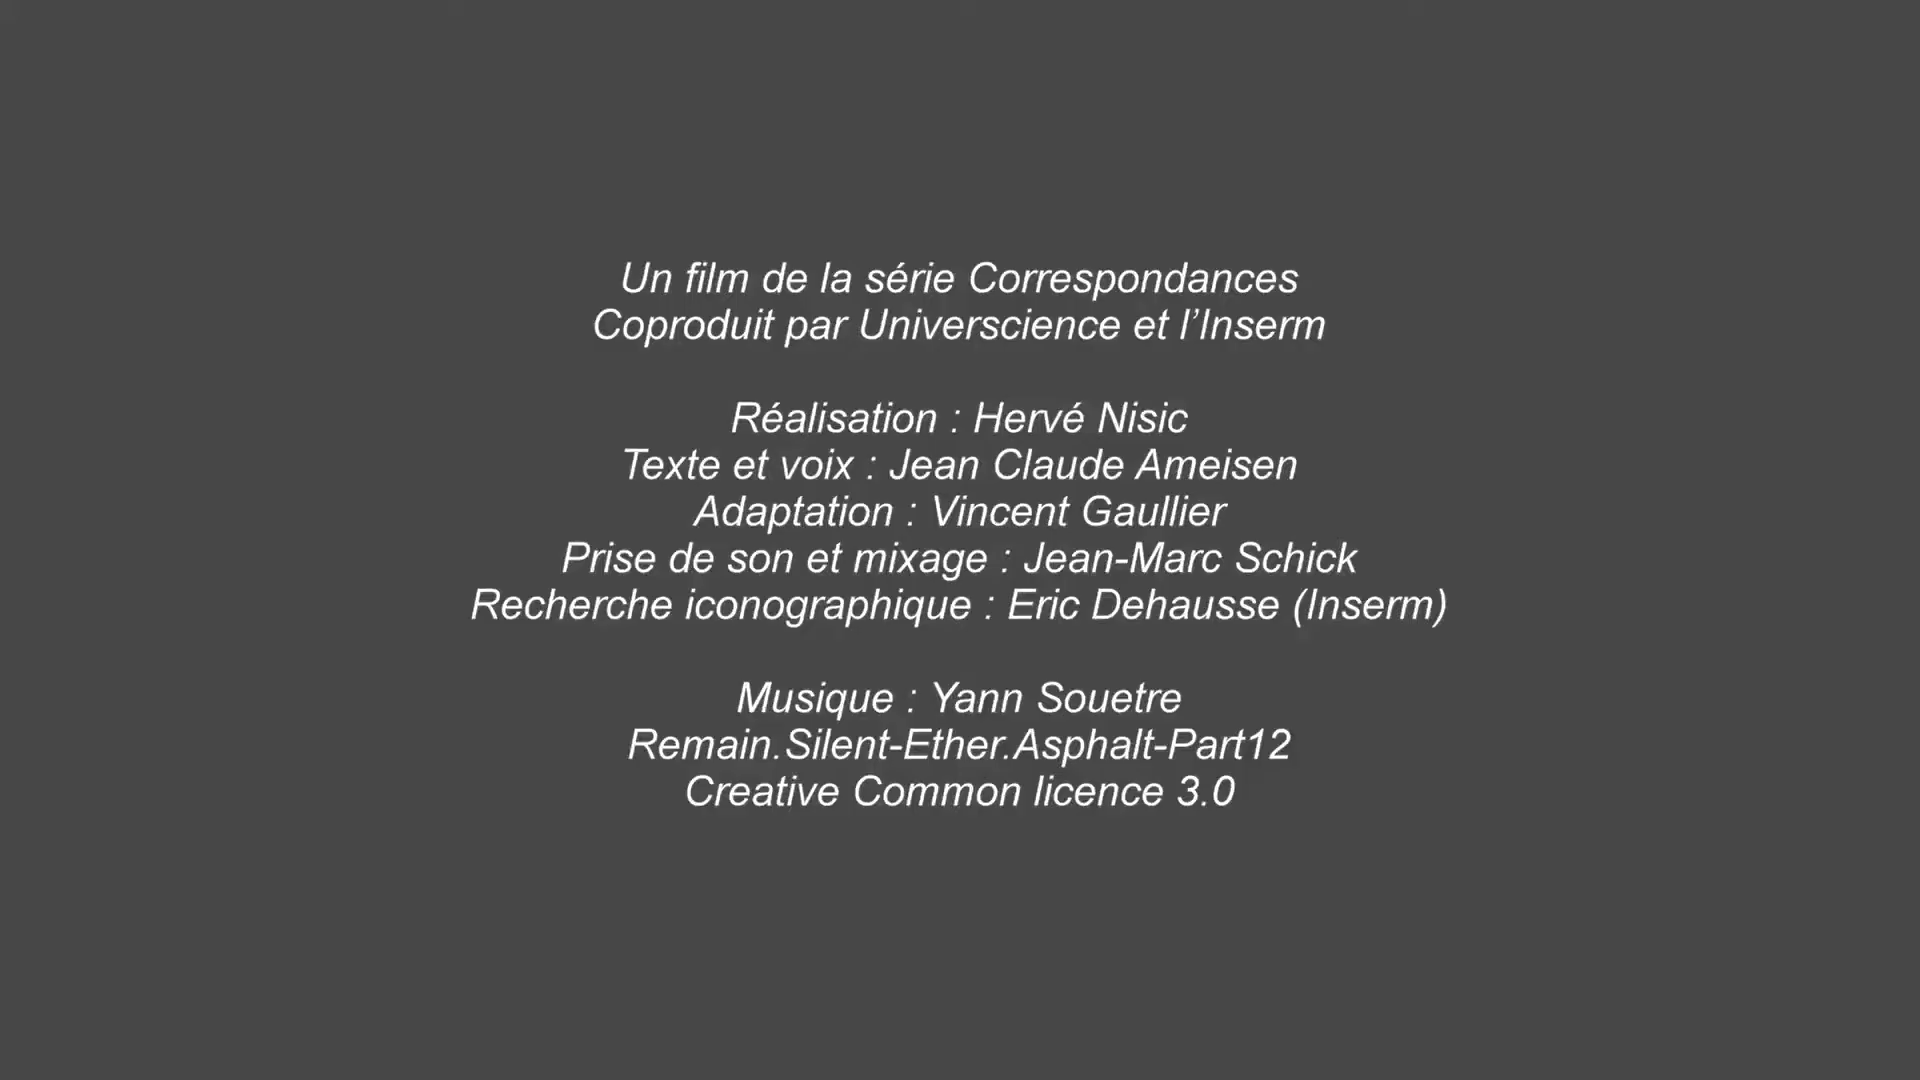 Un film de la série Correspondances
Coproduit par Universcience et l’Inserm
Réalisation : Hervé Nisic
Texte et voix : Jean Claude Ameisen
Adaptation : Vincent Gaullier
Prise de son et mixage : Jean-Marc Schick
Recherche iconographique : Eric Dehausse (Inserm)
Musique : Yann Souetre
Remain.Silent-Ether.Asphalt-Part12
Creative Common licence 3.0